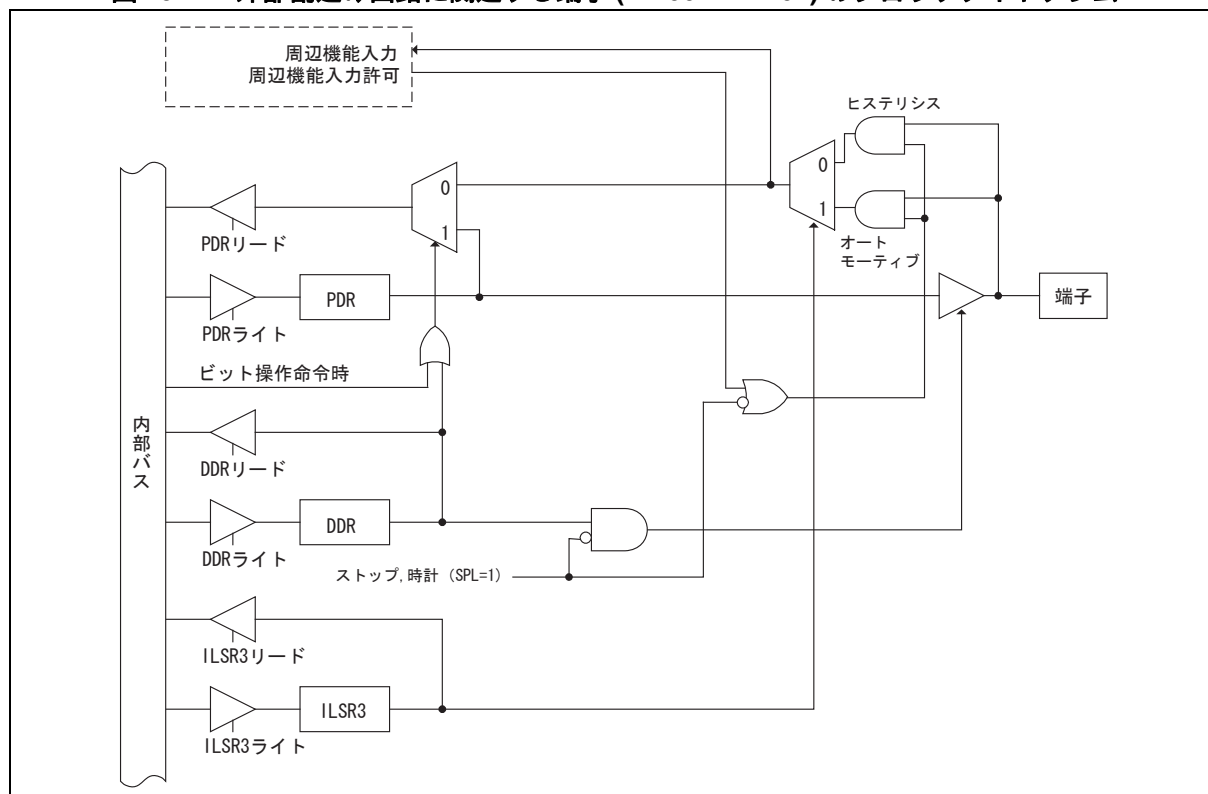 周辺機能入力
周辺機能入力許可
ヒステリシス
0
1
オート
モーティブ
0
1
PDRリード
PDRライト
PDR
端子
ビット操作命令時
内部バス
DDRリード
DDRライト
DDR
ストップ, 時計 (SPL=1)
ILSR3リード
ILSR3ライト
ILSR3